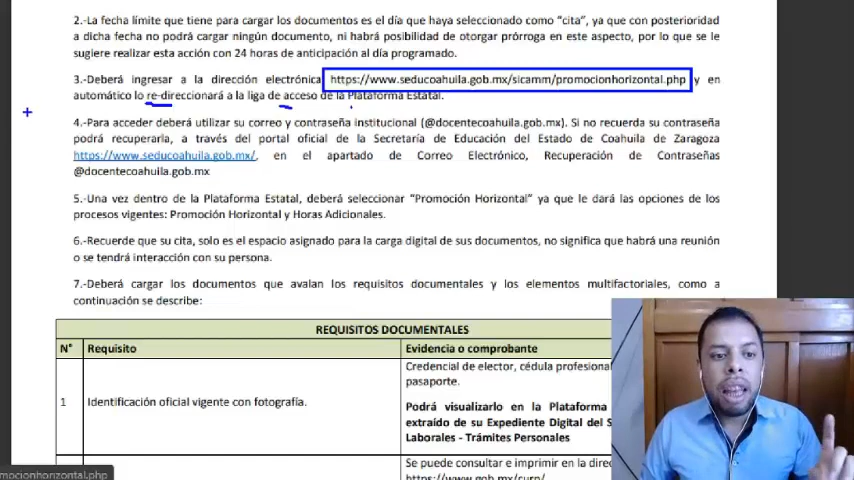 2.-La fecha límite que tiene para cargar los documentos es el día que haya seleccionado como “cita”, ya que con posterioridad
a dicha fecha no podrá cargar ningún documento, ni habrá posibilidad de otorgar prórroga en este aspecto, por lo que se le
sugiere realizar esta acción con 24 horas de anticipación al día programado.
3.-Deberá ingresar a la dirección electrónica https://www.seducoahuila.gob.mx/sicamm/promocionhorizontal.php y en
automático lo re-direccionará a la liga de acceso de la Plataforma Estatal.
4.-Para acceder deberá utilizar su correo y contraseña institucional (@docentecoahuila.gob.mx). Si no recuerda su contraseña
podrá recuperarla, a través del portal oficial de la Secretaría de Educación del Estado de Coahuila de Zaragoza
https://www.seducoahuila.gob.mx/, en el apartado de Correo Electrónico, Recuperación de Contraseñas
@docentecoahuila.gob.mx
5.-Una vez dentro de la Plataforma Estatal, deberá seleccionar “Promoción Horizontal” ya que le dará las opciones de los
procesos vigentes: Promoción Horizontal y Horas Adicionales.
6.-Recuerde que su cita, solo es el espacio asignado para la carga digital de sus documentos, no significa que habrá una reunión
o se tendrá interacción con su persona.
7.-Deberá cargar los documentos que avalan los requisitos documentales y los elementos multifactoriales, como a
continuación se describe:
REQUISITOS DOCUMENTALES
N° Requisito Evidencia o comprobante
1 Identificación oficial vigente con fotografía.
Credencial de elector, cédula profesional
pasaporte.
Podrá visualizarlo en la Plataforma
extraído de su Expediente Digital del S
Laborales - Trámites Personales
Se puede consultar e imprimir en la direc
https://www.gob.mx/curp/
mocionhorizontal.php